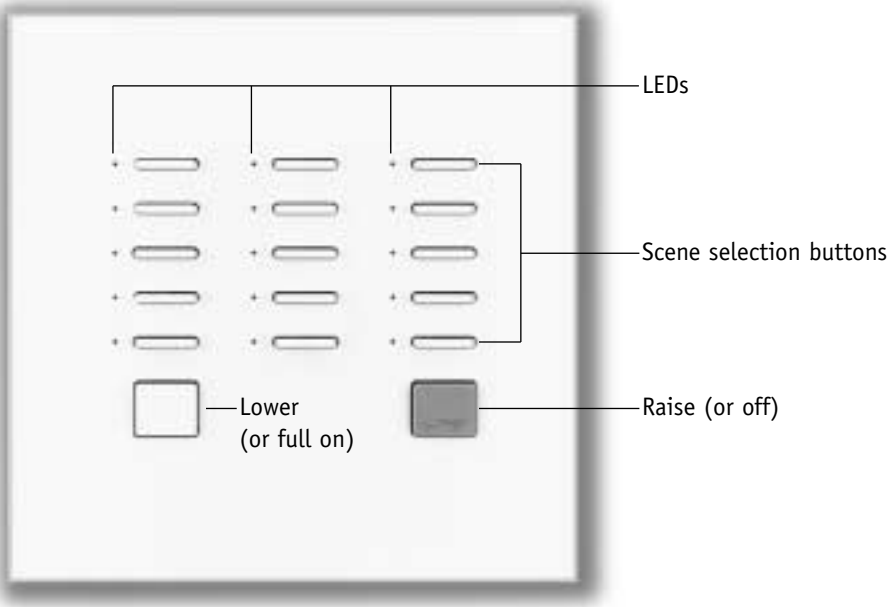 LEDs
Scene selection buttons
Lower
(or full on)
Raise (or off)